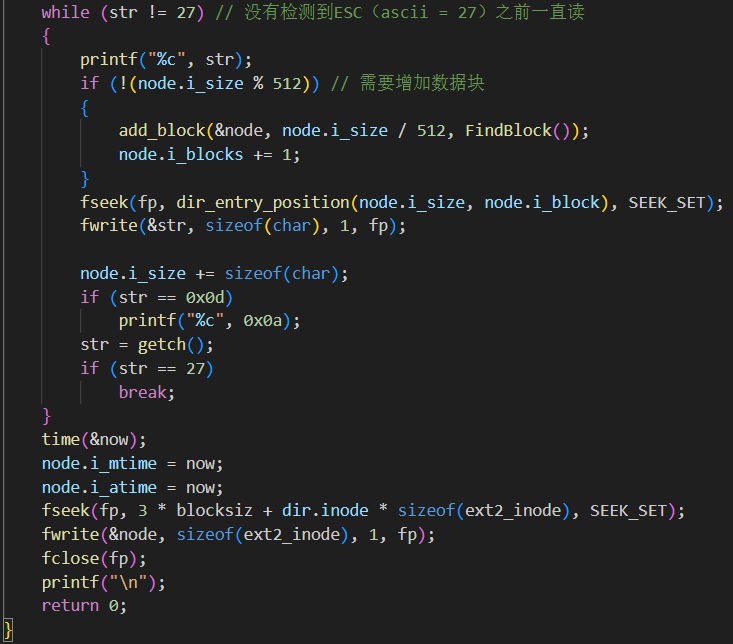 while (str != 27) // 没有检测到ESC（ascii = 27）之前一直读
{
printf("%c", str);
if (!(node.i_size % 512)) // 需要增加数据块
{
add_block(&node, node.i_size / 512, FindBlock());
node.i_blocks += 1;
}
fseek(fp, dir_entry_position(node.i_size, node.i_block), SEEK_SET);
fwrite(&str, sizeof(char), 1, fp);
node.i_size += sizeof(char);
if (str == 0x0d)
printf("%c", 0x0a);
str = getch();
if (str == 27)
break;
}
time(&now);
node.i_mtime = now;
node.i_atime = now;
fseek(fp, 3 * blocksiz + dir.inode * sizeof(ext2_inode), SEEK_SET);
fwrite(&node, sizeof(ext2_inode), 1, fp);
fclose(fp);
printf("\n");
return 0;
}